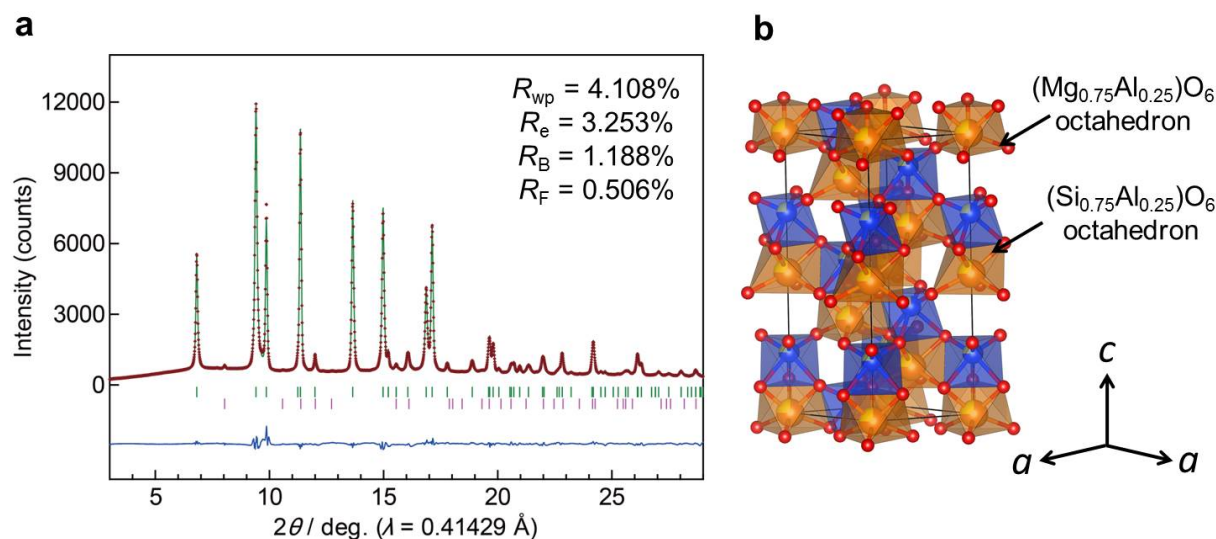 a
b
Intensity (counts)
12000
9000
6000
3000
0
R_wp = 4.108%
R_e = 3.253%
R_B = 1.188%
R_F = 0.506%
5
10
15
20
25
2θ / deg. (λ = 0.41429 Å)
(Mg0.75Al0.25)O6
octahedron
(Si0.75Al0.25)O6
octahedron
c
a
a